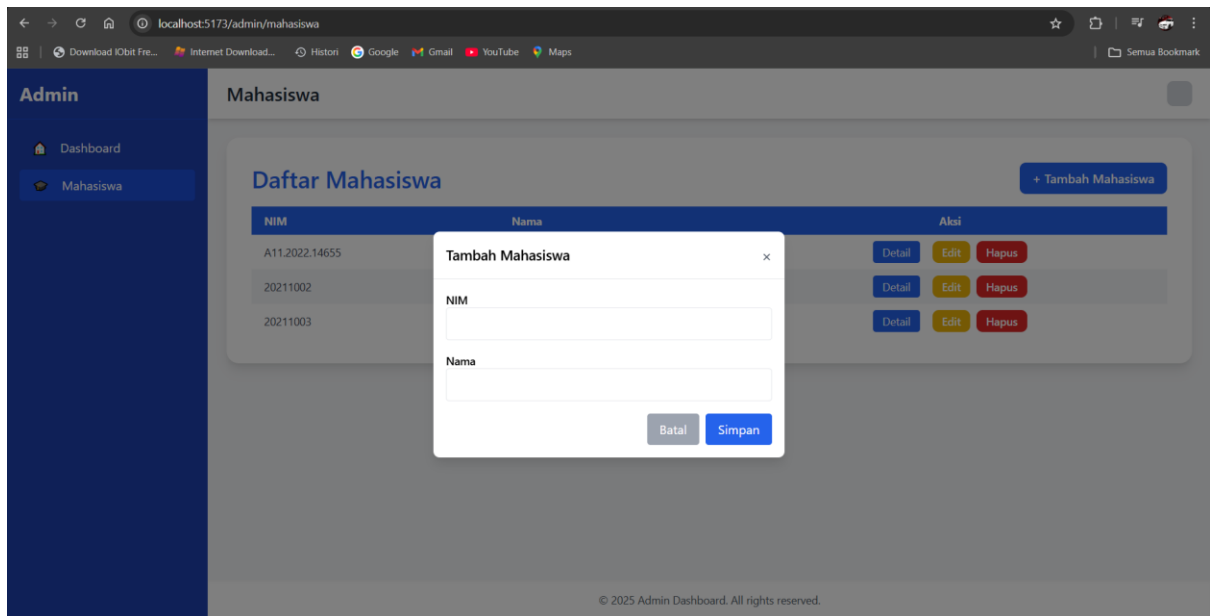 localhost:5173/admin/mahasiswa
Download IObit Fre... Internet Download... Histori Google Gmail YouTube Maps Semua Bookmark
Admin
Mahasiswa
Dashboard
Mahasiswa
Daftar Mahasiswa
+ Tambah Mahasiswa
NIM Nama Aksi
A11.2022.14655 Detail Edit Hapus
20211002 Detail Edit Hapus
20211003 Detail Edit Hapus
Tambah Mahasiswa ×
NIM
Nama
Batal Simpan
© 2025 Admin Dashboard. All rights reserved.